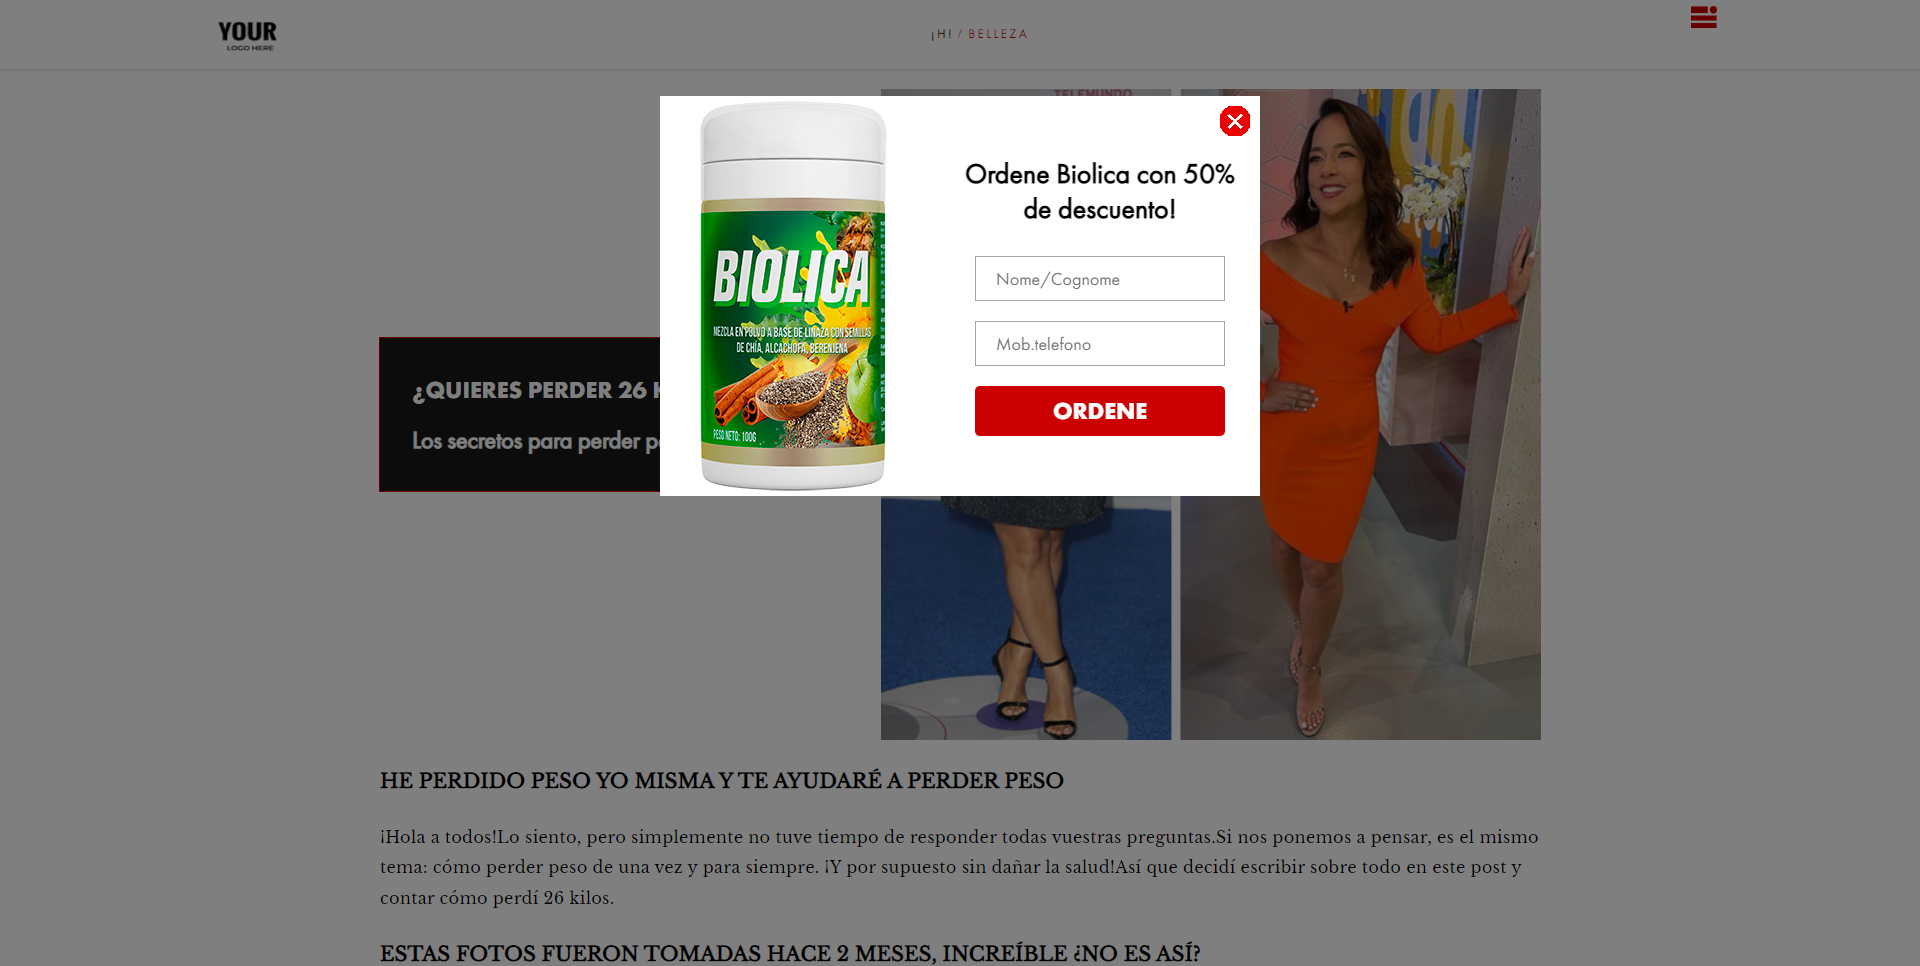 YOUR
LOGO HERE
¡H! / BELLEZA
TELEMUNDO
Ordene Biolica con 50%
de descuento!
Nome/Cognome
Mob.telefono
ORDENE
BIOLICA
MEZCLA EN POLVO A BASE DE LINAZA CON SEMILLAS
DE CHÍA, ALCACHOFA, BERENJENA
PESO NETO: 100G
¿QUIERES PERDER 26
Los secretos para perder
HE PERDIDO PESO YO MISMA Y TE AYUDARÉ A PERDER PESO
¡Hola a todos!Lo siento, pero simplemente no tuve tiempo de responder todas vuestras preguntas.Si nos ponemos a pensar, es el mismo
tema: cómo perder peso de una vez y para siempre. ¡Y por supuesto sin dañar la salud!Así que decidí escribir sobre todo en este post y
contar cómo perdí 26 kilos.
ESTAS FOTOS FUERON TOMADAS HACE 2 MESES, INCREÍBLE ¿NO ES ASÍ?